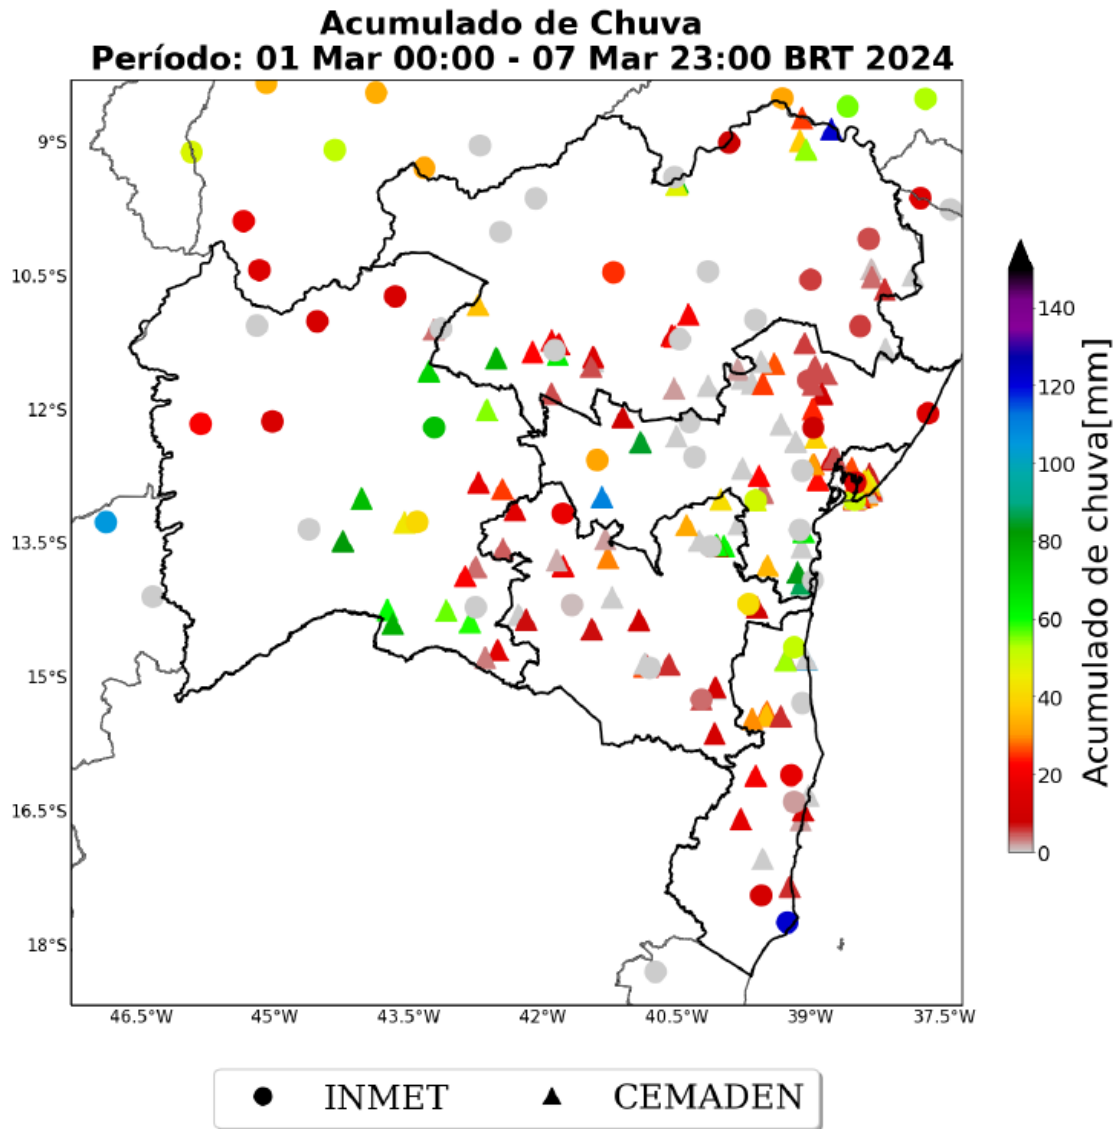 Acumulado de Chuva
Período: 01 Mar 00:00 - 07 Mar 23:00 BRT 2024
9°S
10.5°S
12°S
13.5°S
15°S
16.5°S
18°S
46.5°W 45°W 43.5°W 42°W 40.5°W 39°W 37.5°W
140
120
100
80
60
40
20
0
Acumulado de chuva[mm]
INMET CEMADEN